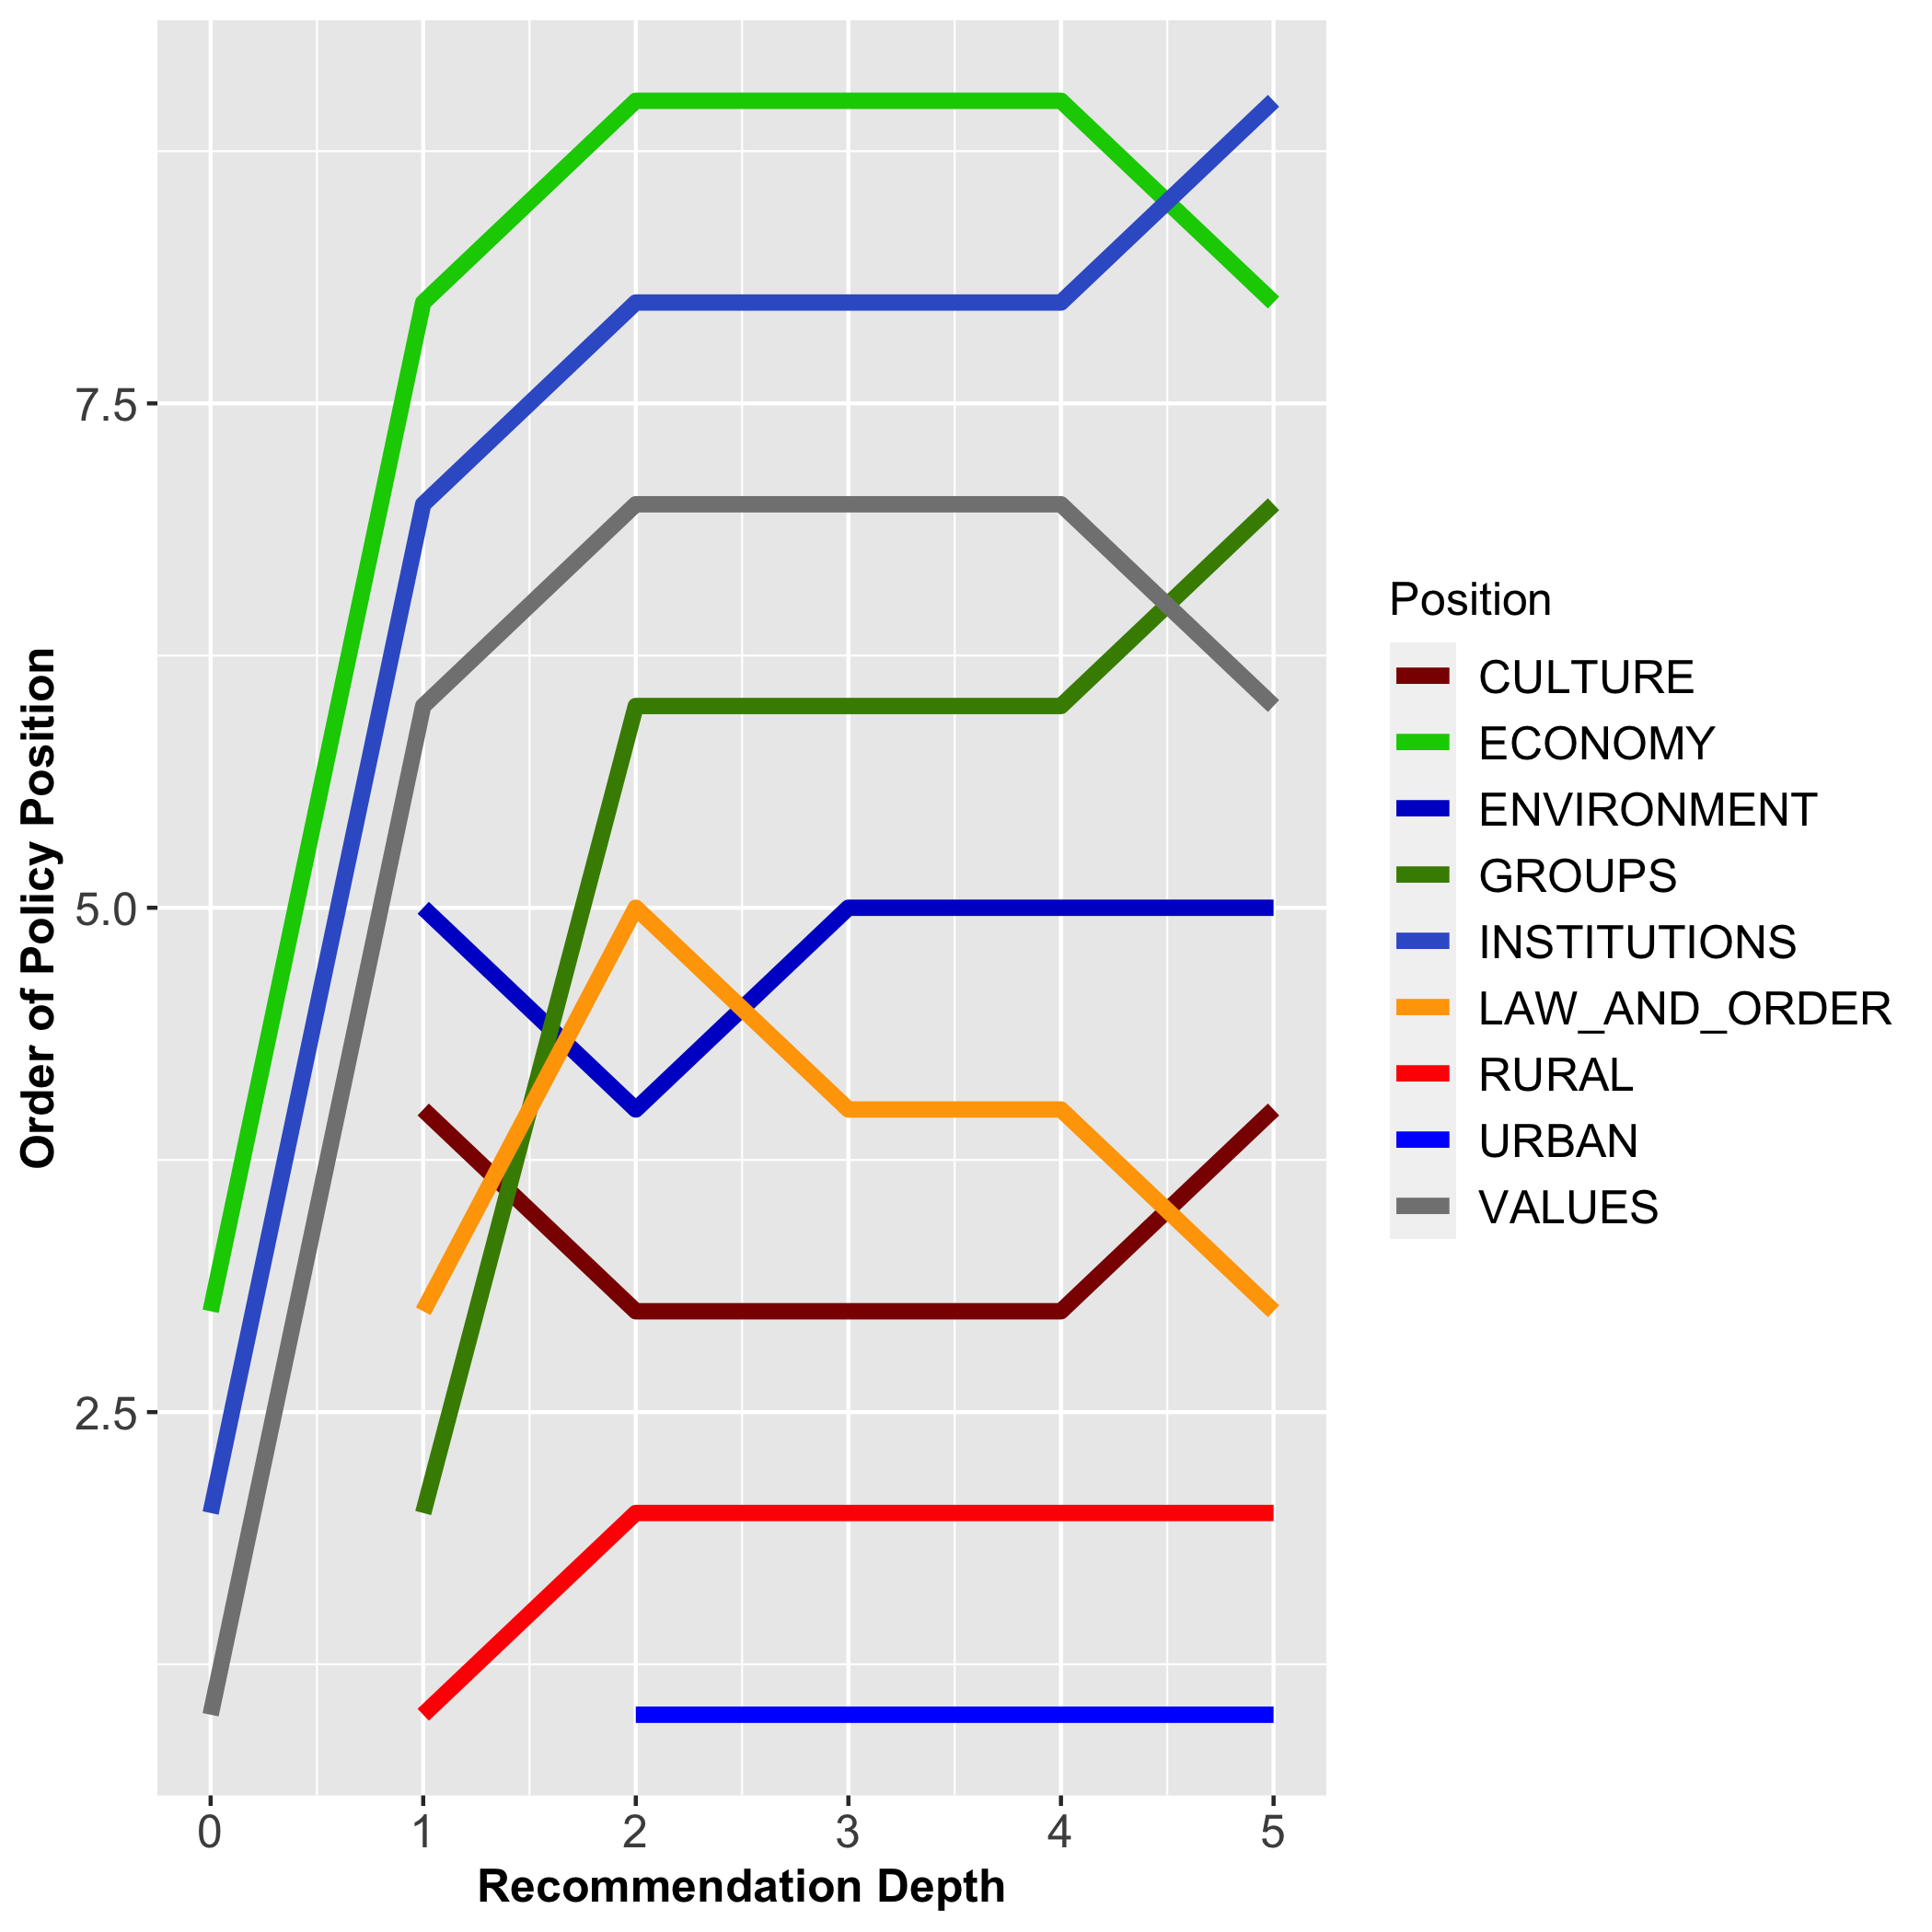 Order of Policy Position
7.5
5.0
2.5
0 1 2 3 4 5
Recommendation Depth
Position
CULTURE
ECONOMY
ENVIRONMENT
GROUPS
INSTITUTIONS
LAW_AND_ORDER
RURAL
URBAN
VALUES